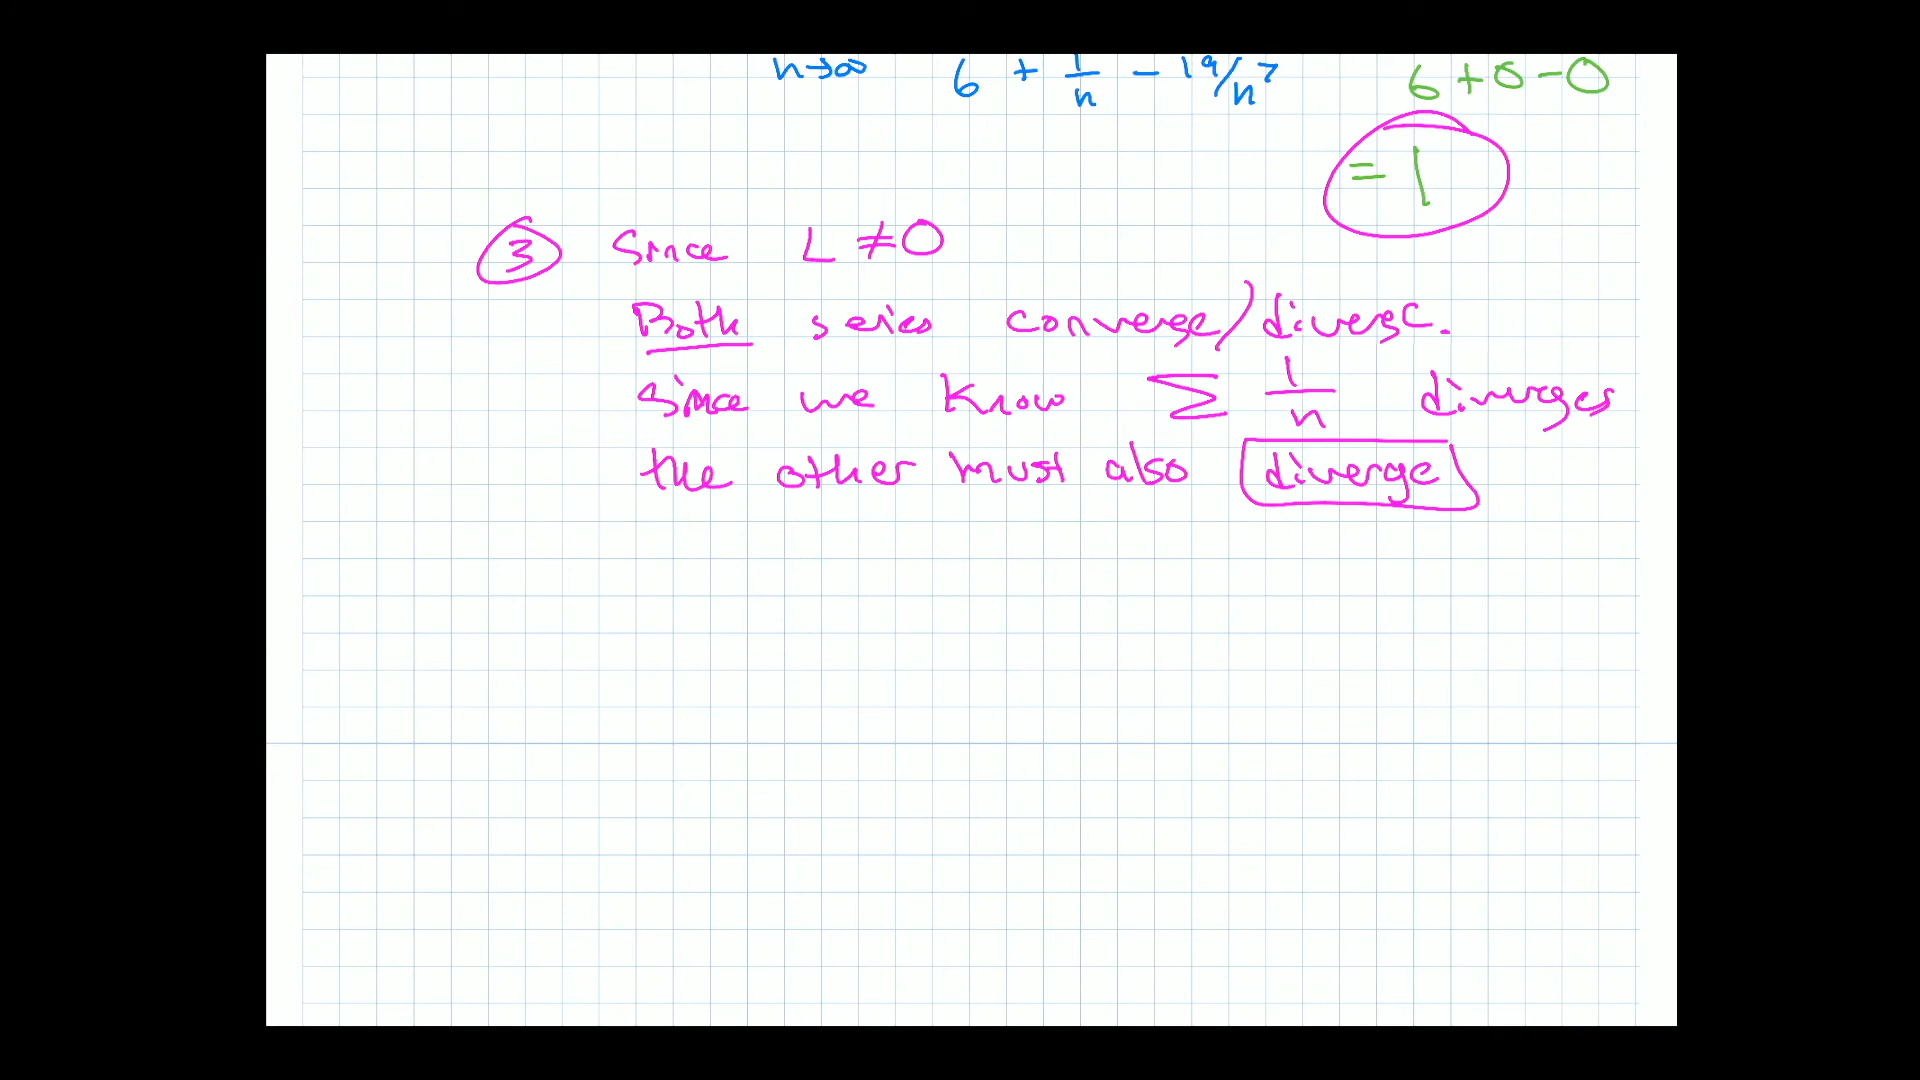 n→∞ 6 + 1/n - 19/n⁷ 6 + 0 - 0
= 1
③ Since L ≠ 0
Both series converge/diverge.
Since we know Σ 1/n diverges
the other must also diverge